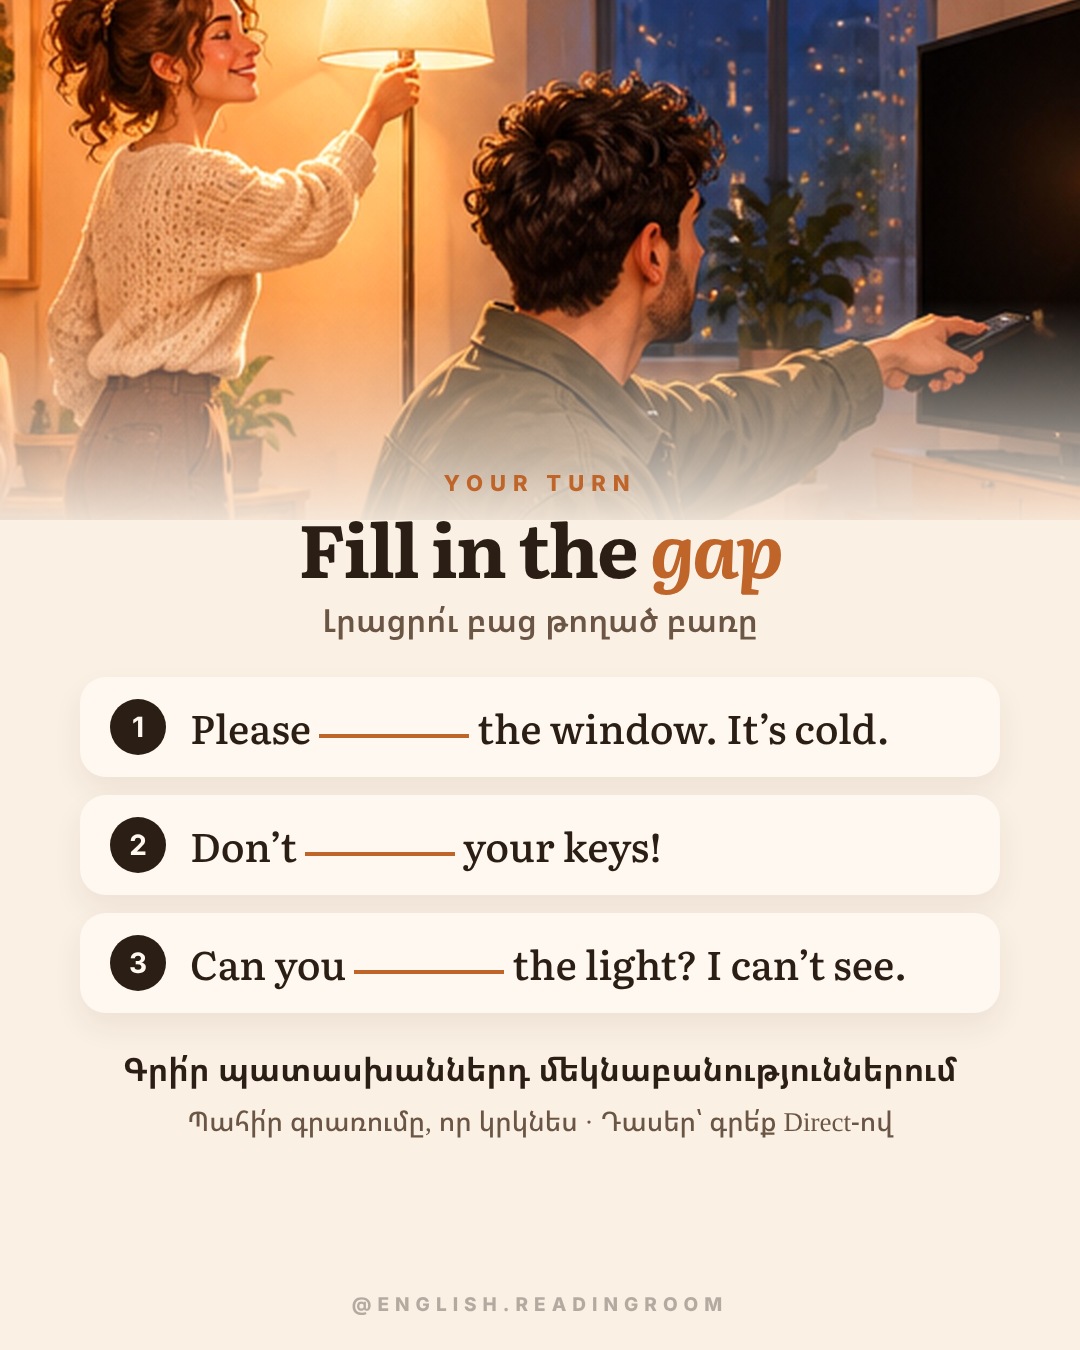 YOUR TURN
Fill in the gap
Լրացրո՛ւ բաց թողած բառը
1 Please ______ the window. It’s cold.
2 Don’t ______ your keys!
3 Can you ______ the light? I can’t see.
Գրի՛ր պատասխաններդ մեկնաբանություններում
Պահի՛ր գրառումը, որ կրկնես · Դասեր՝ գրե՛ք Direct-ով
@ENGLISH.READINGROOM